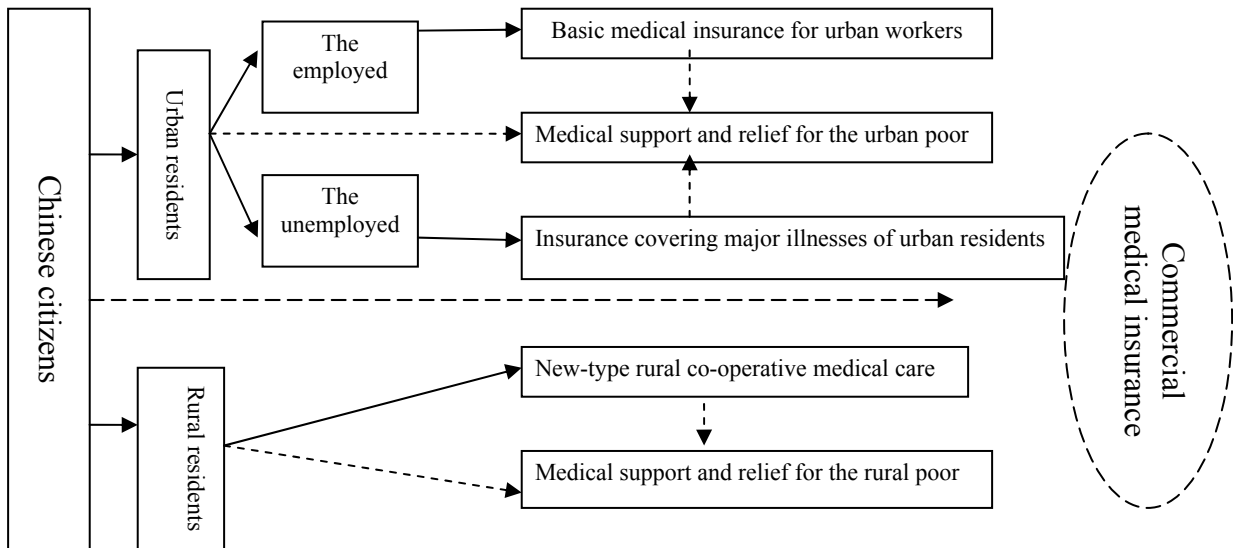 Chinese citizens
Urban residents
The
employed
Basic medical insurance for urban workers
Medical support and relief for the urban poor
The
unemployed
Insurance covering major illnesses of urban residents
Rural residents
New-type rural co-operative medical care
Medical support and relief for the rural poor
Commercial
medical insurance